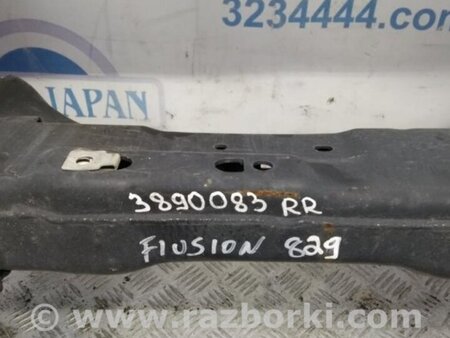 3234444.com
JAPAN
3890083 RR
FIUSION 829
© www.razborki.com